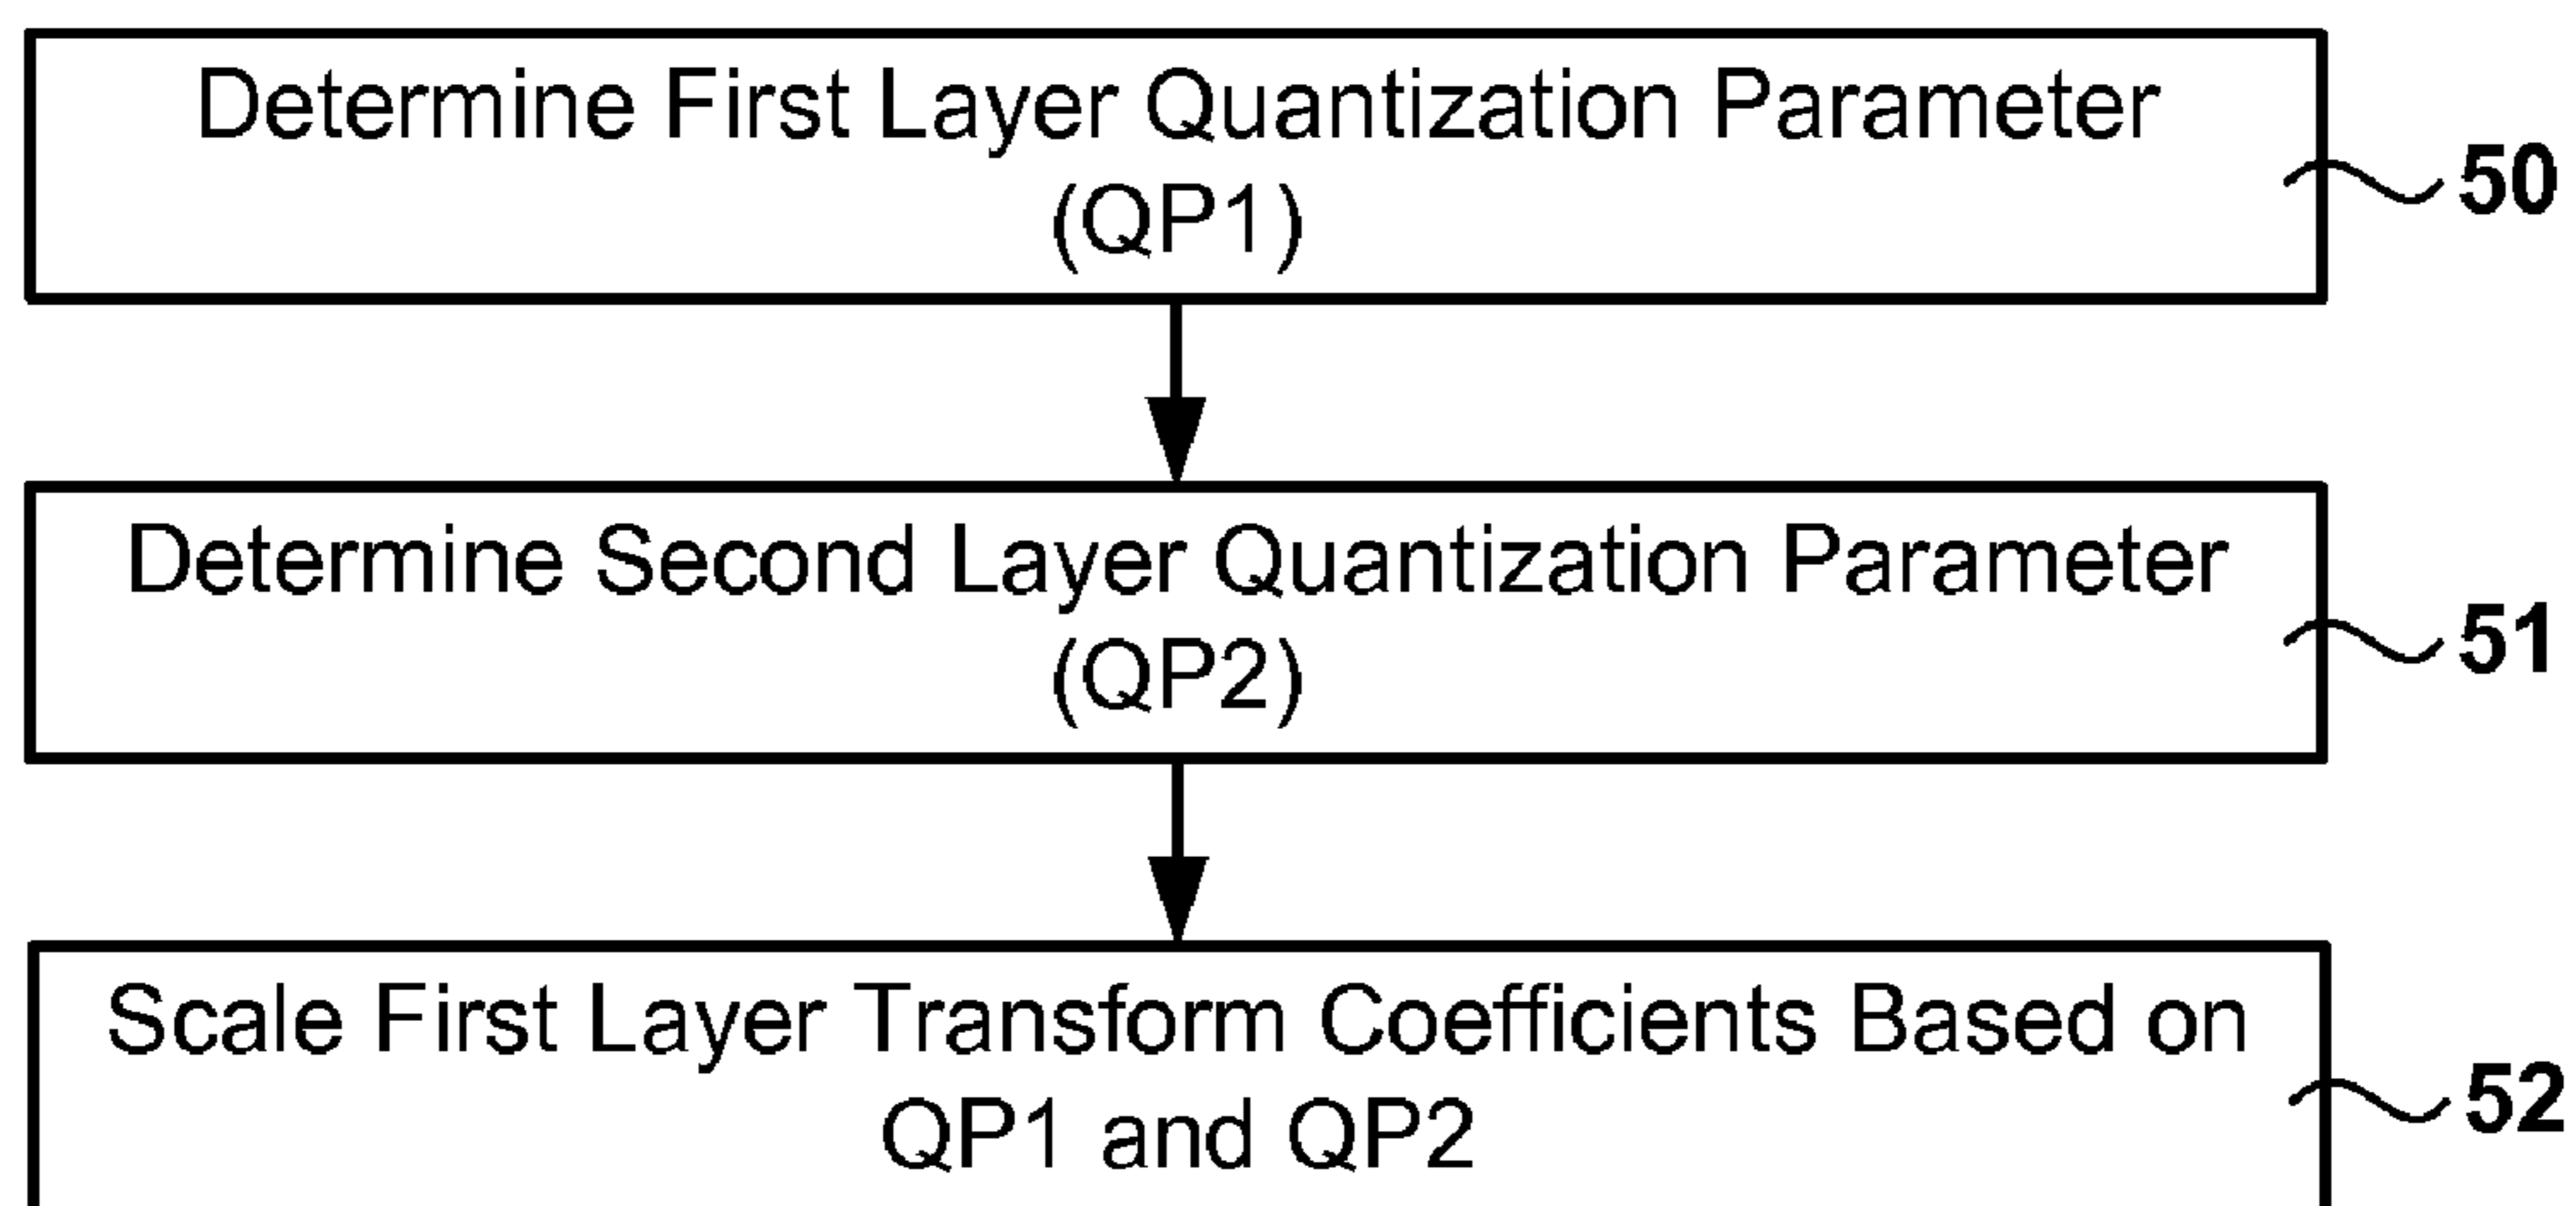 Determine First Layer Quantization Parameter
(QP1)
50
Determine Second Layer Quantization Parameter
(QP2)
51
Scale First Layer Transform Coefficients Based on
QP1 and QP2
52